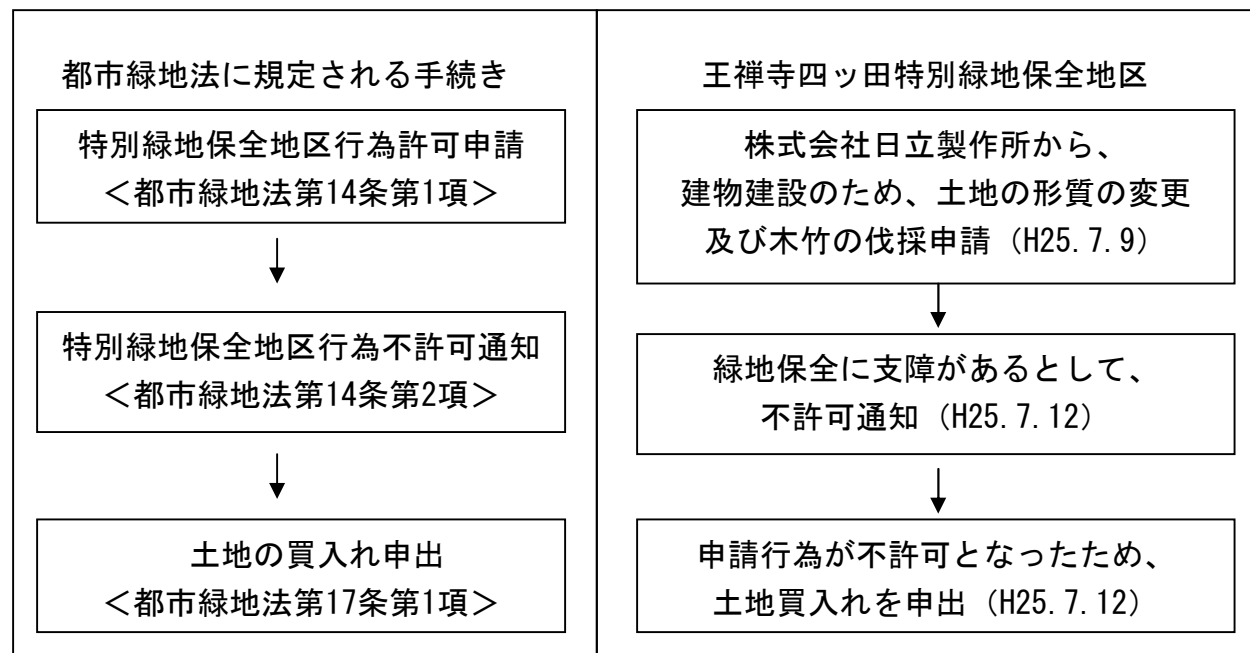 都市緑地法に規定される手続き
特別緑地保全地区行為許可申請
＜都市緑地法第14条第1項＞
特別緑地保全地区行為不許可通知
＜都市緑地法第14条第2項＞
土地の買入れ申出
＜都市緑地法第17条第1項＞
王禅寺四ッ田特別緑地保全地区
株式会社日立製作所から、
建物建設のため、土地の形質の変更
及び木竹の伐採申請（H25.7.9）
緑地保全に支障があるとして、
不許可通知（H25.7.12）
申請行為が不許可となったため、
土地買入れを申出（H25.7.12）